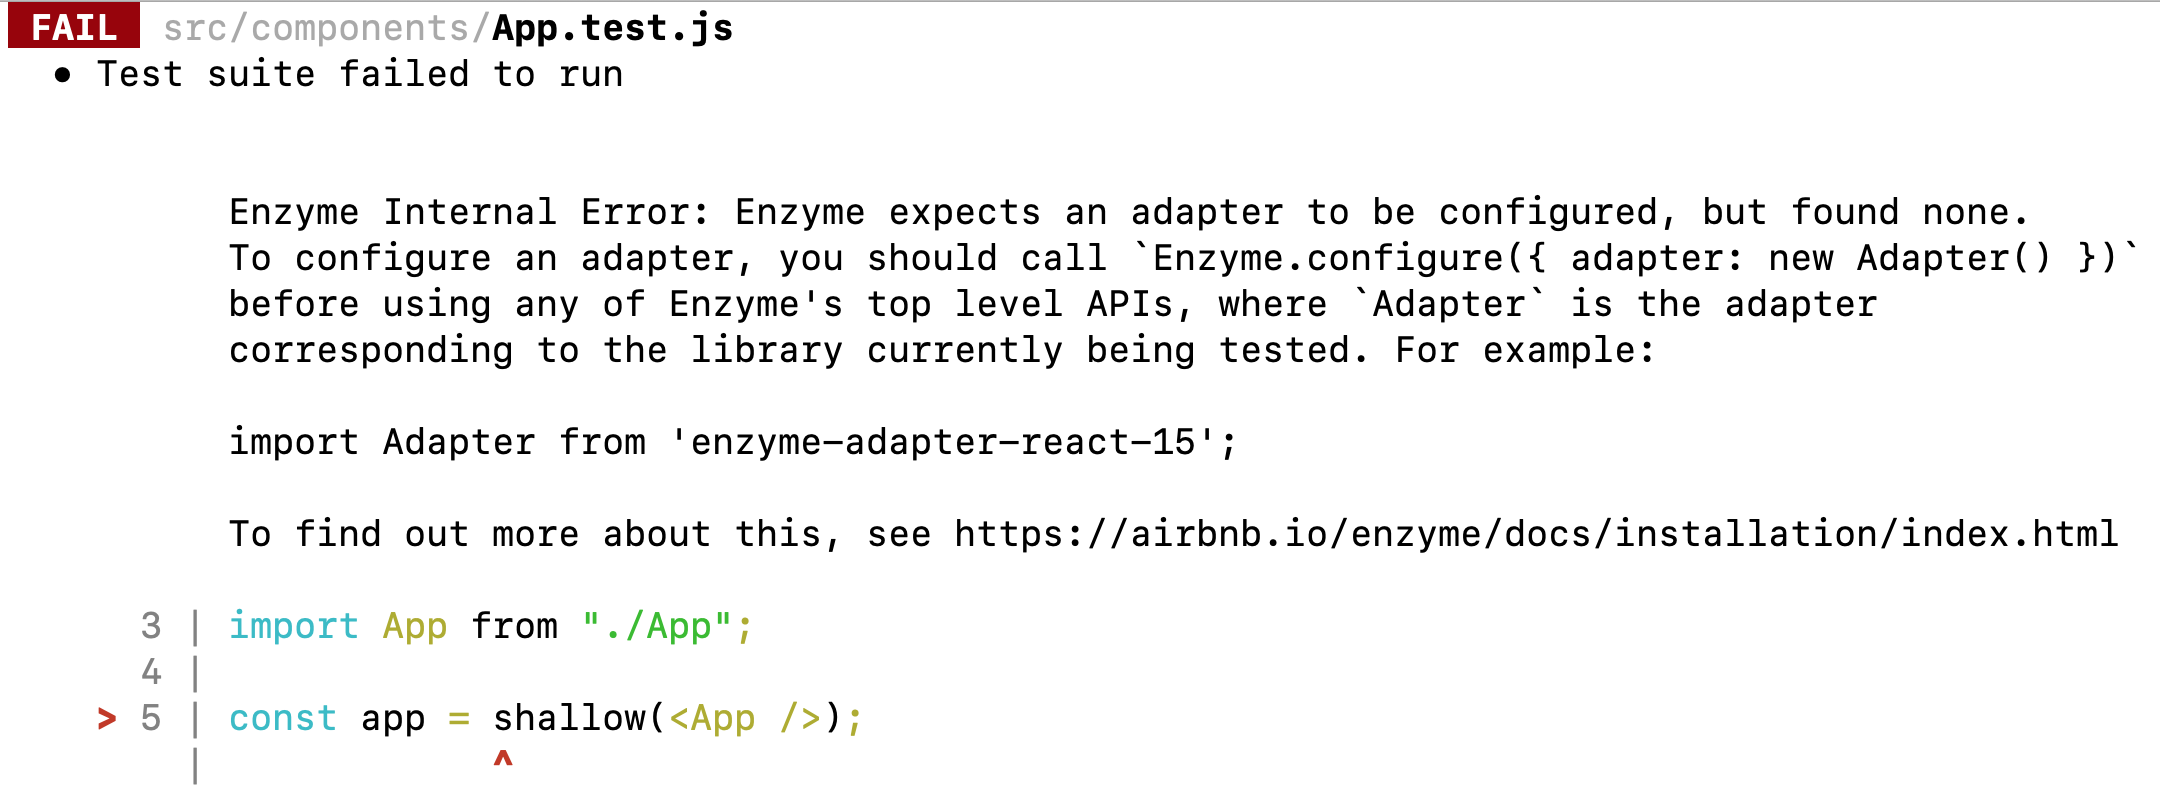 FAIL src/components/App.test.js
● Test suite failed to run
Enzyme Internal Error: Enzyme expects an adapter to be configured, but found none.
To configure an adapter, you should call `Enzyme.configure({ adapter: new Adapter() })`
before using any of Enzyme's top level APIs, where `Adapter` is the adapter
corresponding to the library currently being tested. For example:
import Adapter from 'enzyme-adapter-react-15';
To find out more about this, see https://airbnb.io/enzyme/docs/installation/index.html
3 | import App from "./App";
4 |
> 5 | const app = shallow(<App />);
| ^